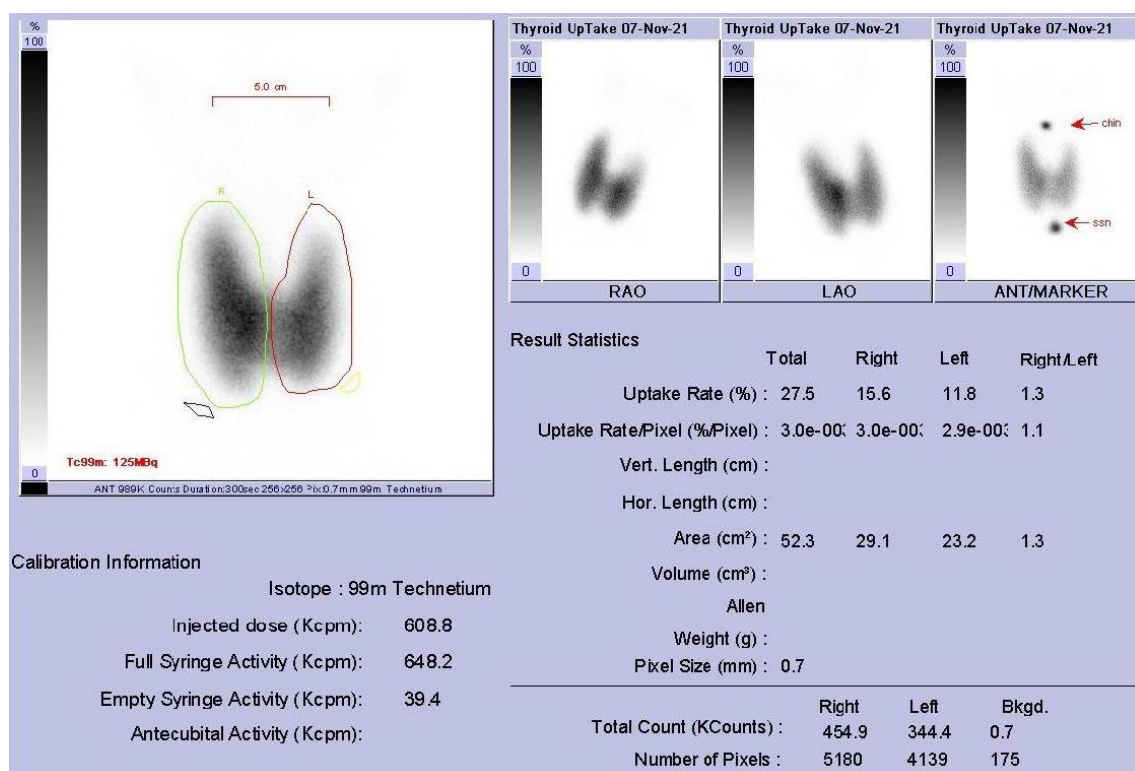 %
100
5.0 cm
R
L
0
Tc99m: 125MBq
ANT 989K Counts Duration:300sec 256x256 Pix:0.7mm 99m Technetium
Thyroid UpTake 07-Nov-21
%
100
0
RAO
Thyroid UpTake 07-Nov-21
%
100
0
LAO
Thyroid UpTake 07-Nov-21
%
100
chin
ssn
0
ANT/MARKER
Calibration Information
Isotope : 99m Technetium
Injected dose (Kcpm): 608.8
Full Syringe Activity (Kcpm): 648.2
Empty Syringe Activity (Kcpm): 39.4
Antecubital Activity (Kcpm):
Result Statistics
Total Right Left Right/Left
Uptake Rate (%) : 27.5 15.6 11.8 1.3
Uptake Rate/Pixel (%/Pixel) : 3.0e-00 3.0e-00 2.9e-00 1.1
Vert. Length (cm) :
Hor. Length (cm) :
Area (cm²) : 52.3 29.1 23.2 1.3
Volume (cm³) :
Allen
Weight (g) :
Pixel Size (mm) : 0.7
Right Left Bkgd.
Total Count (KCounts) : 454.9 344.4 0.7
Number of Pixels : 5180 4139 175